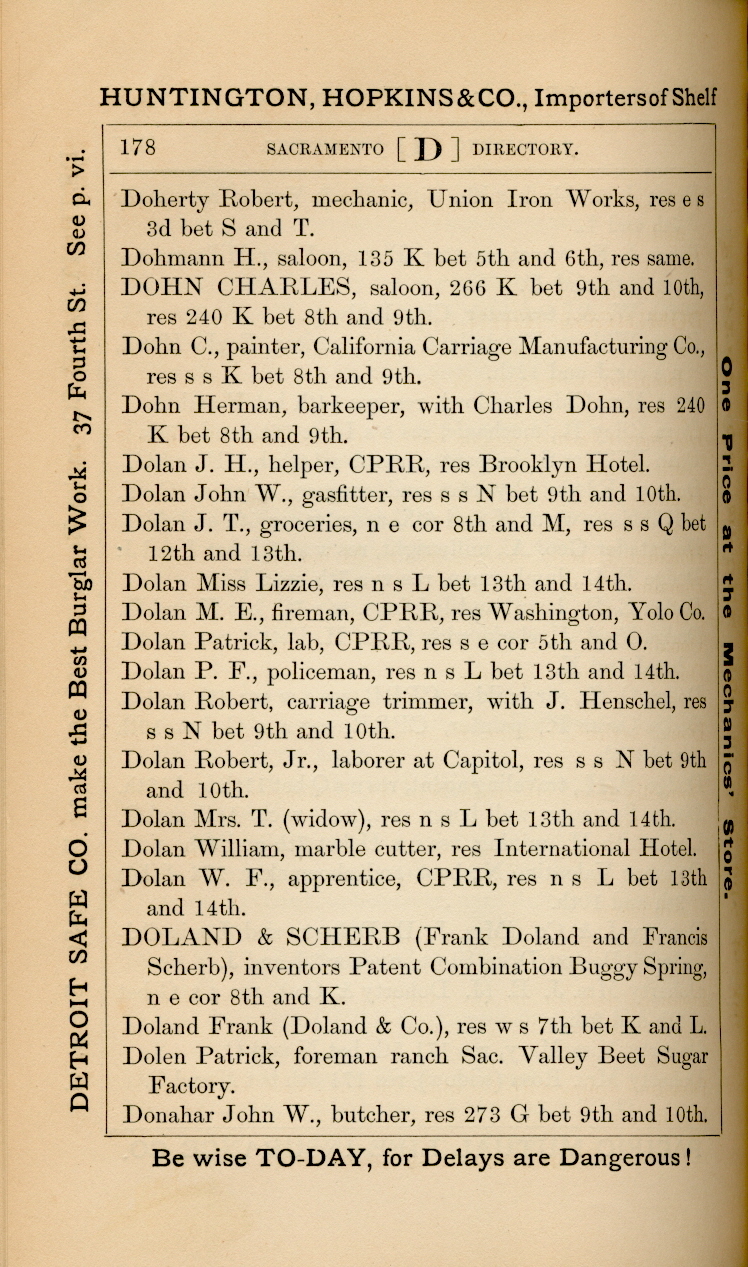 HUNTINGTON, HOPKINS & CO., Importers of Shelf
178 SACRAMENTO [ D ] DIRECTORY.
Doherty Robert, mechanic, Union Iron Works, res e s
3d bet S and T.
Dohmann H., saloon, 135 K bet 5th and 6th, res same.
DOHN CHARLES, saloon, 266 K bet 9th and 10th,
res 240 K bet 8th and 9th.
Dohn C., painter, California Carriage Manufacturing Co.,
res s s K bet 8th and 9th.
Dohn Herman, barkeeper, with Charles Dohn, res 240
K bet 8th and 9th.
Dolan J. H., helper, CPRR, res Brooklyn Hotel.
Dolan John W., gasfitter, res s s N bet 9th and 10th.
Dolan J. T., groceries, n e cor 8th and M, res s s Q bet
12th and 13th.
Dolan Miss Lizzie, res n s L bet 13th and 14th.
Dolan M. E., fireman, CPRR, res Washington, Yolo Co.
Dolan Patrick, lab, CPRR, res s e cor 5th and O.
Dolan P. F., policeman, res n s L bet 13th and 14th.
Dolan Robert, carriage trimmer, with J. Henschel, res
s s N bet 9th and 10th.
Dolan Robert, Jr., laborer at Capitol, res s s N bet 9th
and 10th.
Dolan Mrs. T. (widow), res n s L bet 13th and 14th.
Dolan William, marble cutter, res International Hotel.
Dolan W. F., apprentice, CPRR, res n s L bet 13th
and 14th.
DOLAND & SCHERB (Frank Doland and Francis
Scherb), inventors Patent Combination Buggy Spring,
n e cor 8th and K.
Doland Frank (Doland & Co.), res w s 7th bet K and L.
Dolen Patrick, foreman ranch Sac. Valley Beet Sugar
Factory.
Donahar John W., butcher, res 273 G bet 9th and 10th.
Be wise TO-DAY, for Delays are Dangerous!
DETROIT SAFE CO. make the Best Burglar Work. 37 Fourth St. See p. vi.
One Price at the Mechanics' Store.